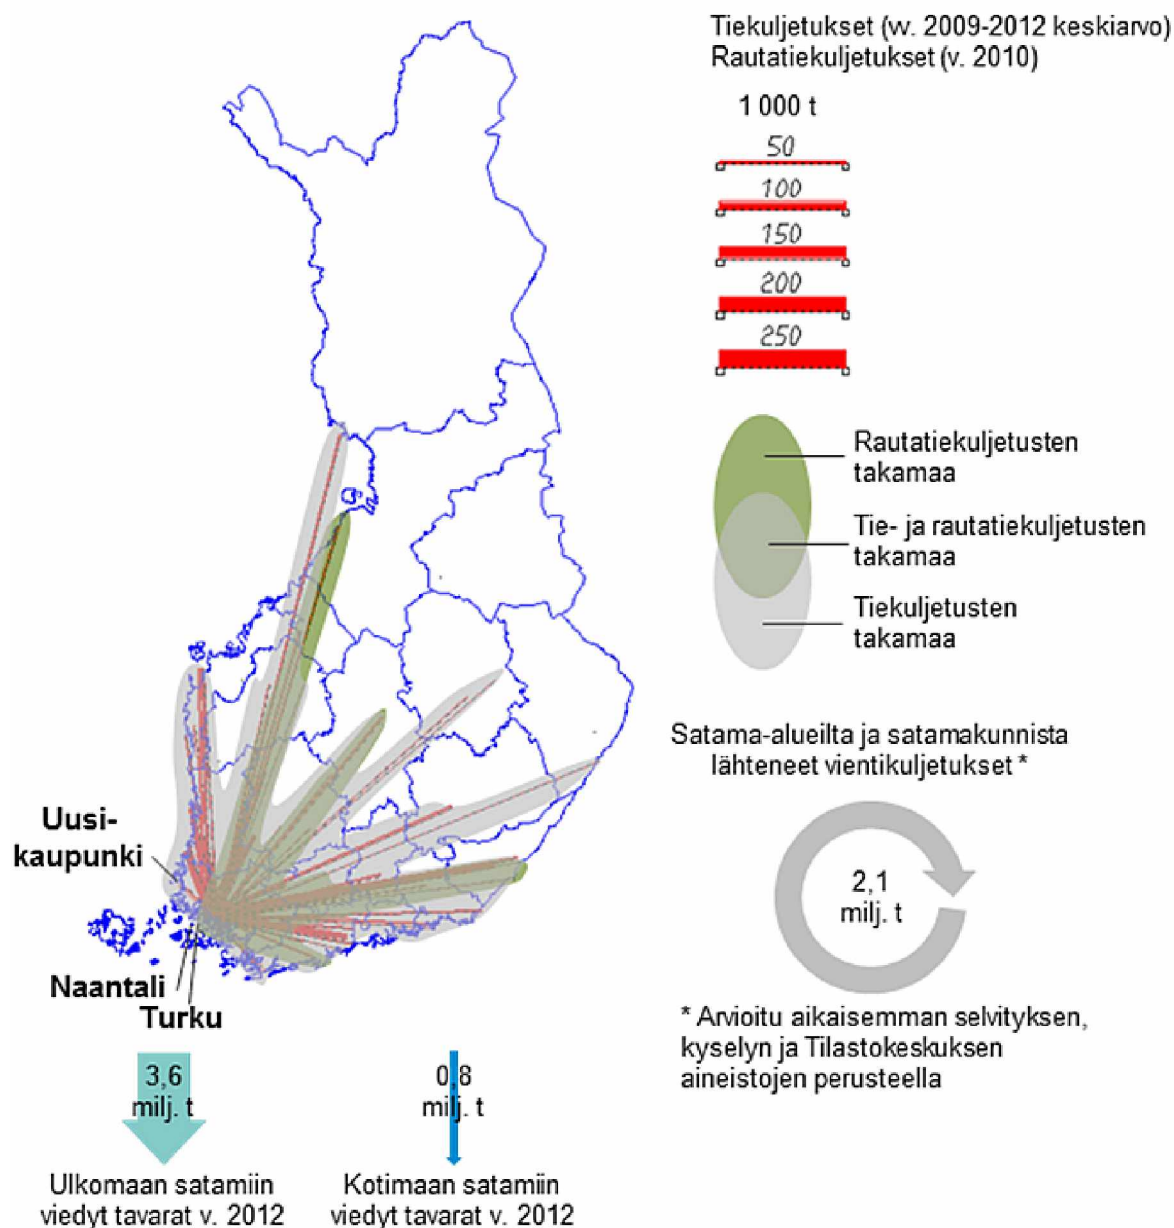 Tiekuljetukset (vv. 2009-2012 keskiarvo)
Rautatiekuljetukset (v. 2010)
1 000 t
50
100
150
200
250
Rautatiekuljetusten
takamaa
Tie- ja rautatiekuljetusten
takamaa
Tiekuljetusten
takamaa
Satama-alueilta ja satamakunnista
lähteneet vientikuljetukset *
2,1
milj. t
* Arvioitu aikaisemman selvityksen,
kyselyn ja Tilastokeskuksen
aineistojen perusteella
Uusi-
kaupunki
Naantali
Turku
3,6
milj. t
Ulkomaan satamiin
viedyt tavarat v. 2012
0,8
milj. t
Kotimaan satamiin
viedyt tavarat v. 2012